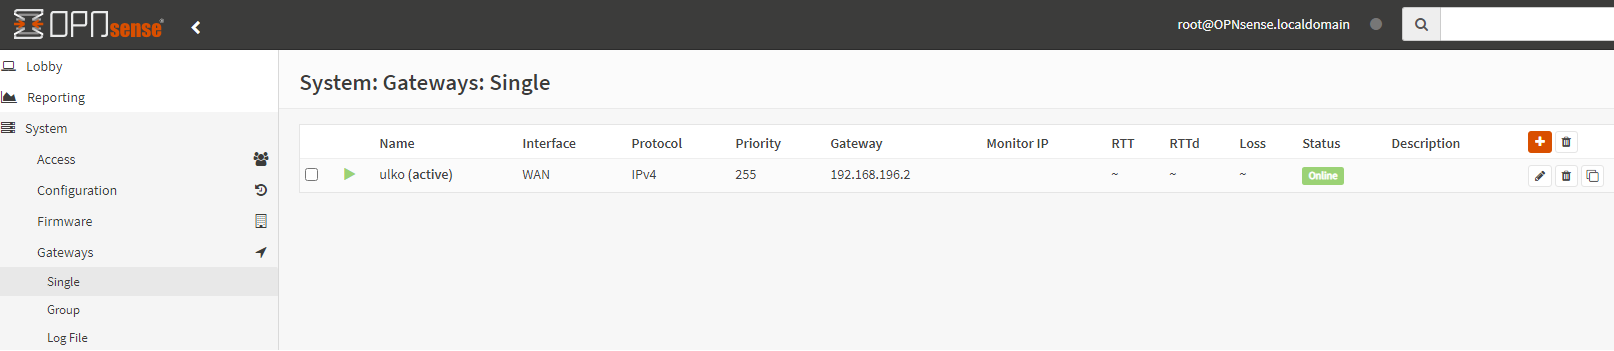 OPNsense®
root@OPNsense.localdomain
Lobby
Reporting
System
Access
Configuration
Firmware
Gateways
Single
Group
Log File
System: Gateways: Single
Name Interface Protocol Priority Gateway Monitor IP RTT RTTd Loss Status Description
ulko (active) WAN IPv4 255 192.168.196.2 ~ ~ ~ Online